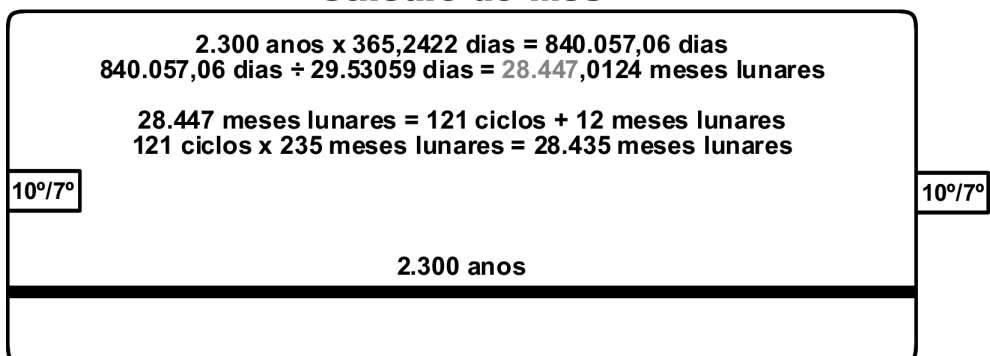 2.300 anos x 365,2422 dias = 840.057,06 dias
840.057,06 dias ÷ 29.53059 dias = 28.447,0124 meses lunares
28.447 meses lunares = 121 ciclos + 12 meses lunares
121 ciclos x 235 meses lunares = 28.435 meses lunares
10º/7º
10º/7º
2.300 anos